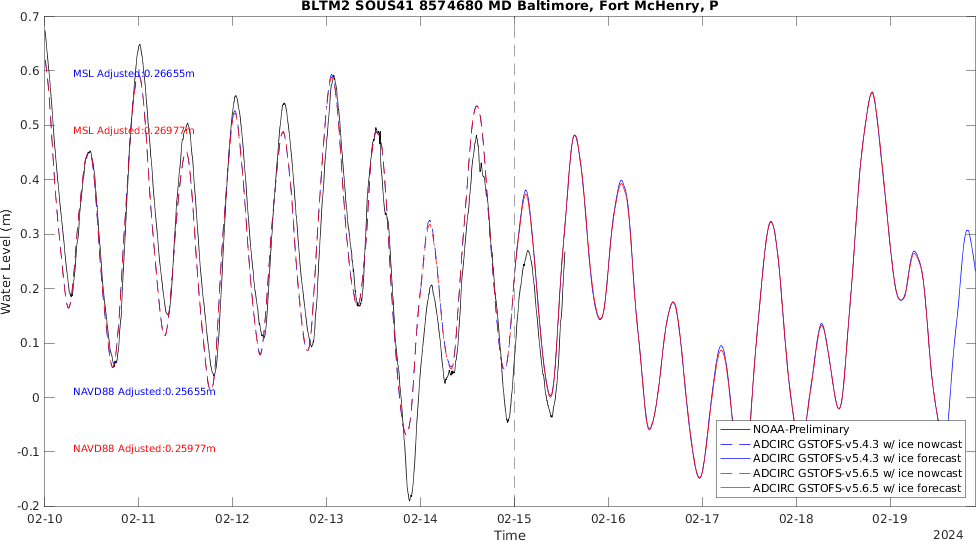 BLTM2 SOUS41 8574680 MD Baltimore, Fort McHenry, P
0.7
0.6
0.5
0.4
0.3
0.2
0.1
0
-0.1
-0.2
Water Level (m)
MSL Adjusted:0.26655m
MSL Adjusted:0.26977m
NAVD88 Adjusted:0.25655m
NAVD88 Adjusted:0.25977m
NOAA-Preliminary
ADCIRC GSTOFS-v5.4.3 w/ ice nowcast
ADCIRC GSTOFS-v5.4.3 w/ ice forecast
ADCIRC GSTOFS-v5.6.5 w/ ice nowcast
ADCIRC GSTOFS-v5.6.5 w/ ice forecast
02-10 02-11 02-12 02-13 02-14 02-15 02-16 02-17 02-18 02-19
Time
2024